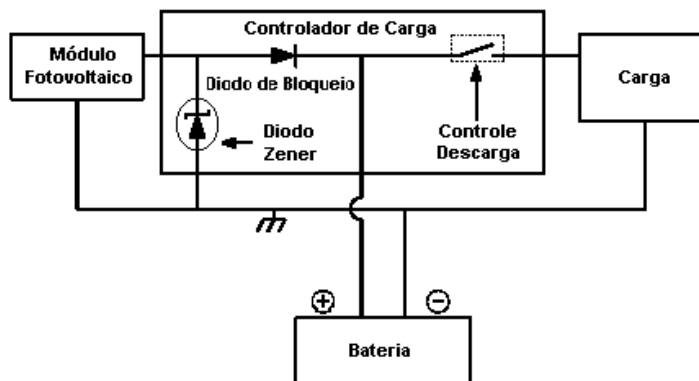 Controlador de Carga
Módulo
Fotovoltaico
Diodo de Bloqueio
Carga
Diodo
Zener
Controle
Descarga
+
−
Bateria